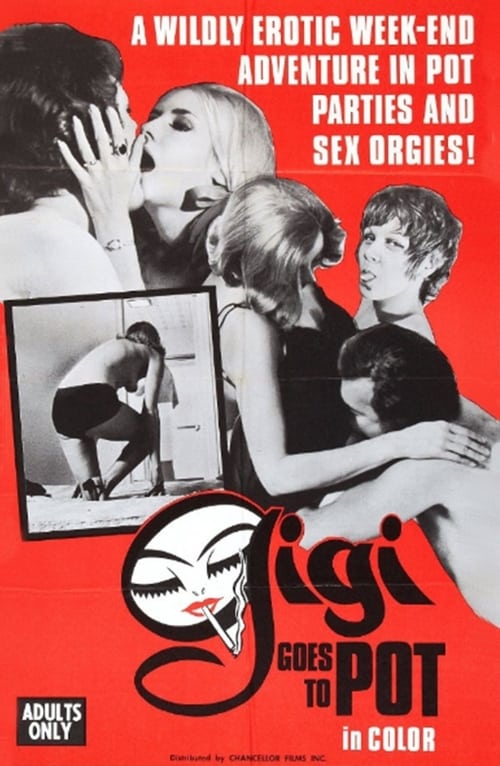 A WILDLY EROTIC WEEK-END
ADVENTURE IN POT
PARTIES AND
SEX ORGIES!
Gigi
GOES
TO POT
in COLOR
ADULTS
ONLY
Distributed by CHANCELLOR FILMS INC.